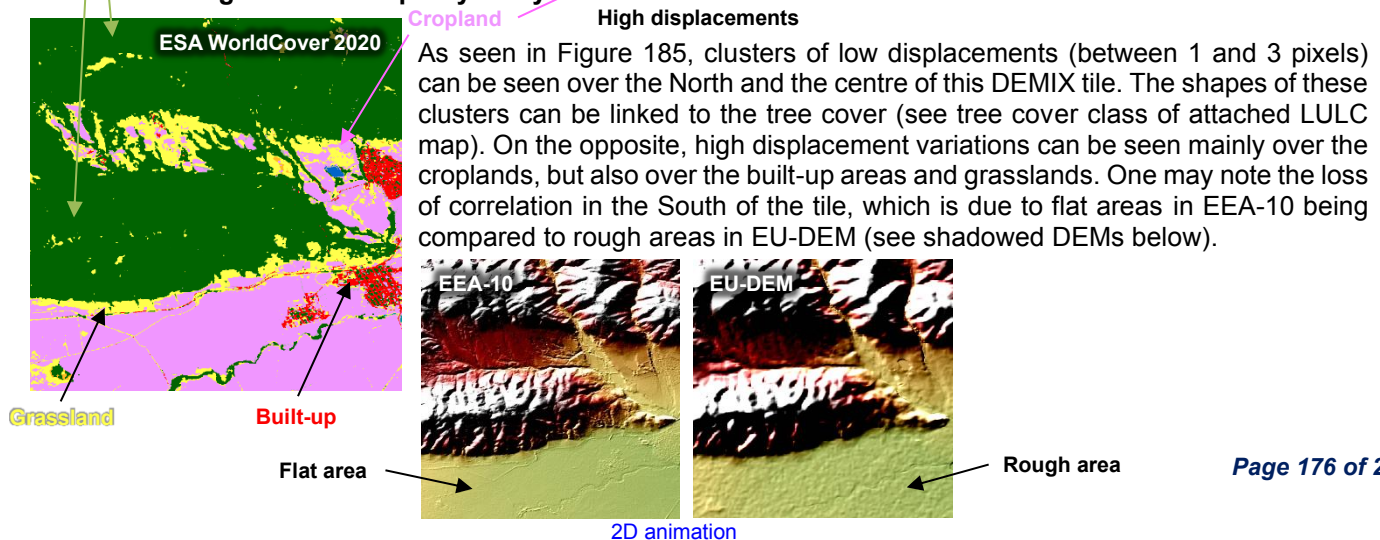 Cropland
High displacements
ESA WorldCover 2020
As seen in Figure 185, clusters of low displacements (between 1 and 3 pixels)
can be seen over the North and the centre of this DEMIX tile. The shapes of these
clusters can be linked to the tree cover (see tree cover class of attached LULC
map). On the opposite, high displacement variations can be seen mainly over the
croplands, but also over the built-up areas and grasslands. One may note the loss
of correlation in the South of the tile, which is due to flat areas in EEA-10 being
compared to rough areas in EU-DEM (see shadowed DEMs below).
EEA-10
EU-DEM
Grassland
Built-up
Flat area
Rough area
Page 176 of 2
2D animation